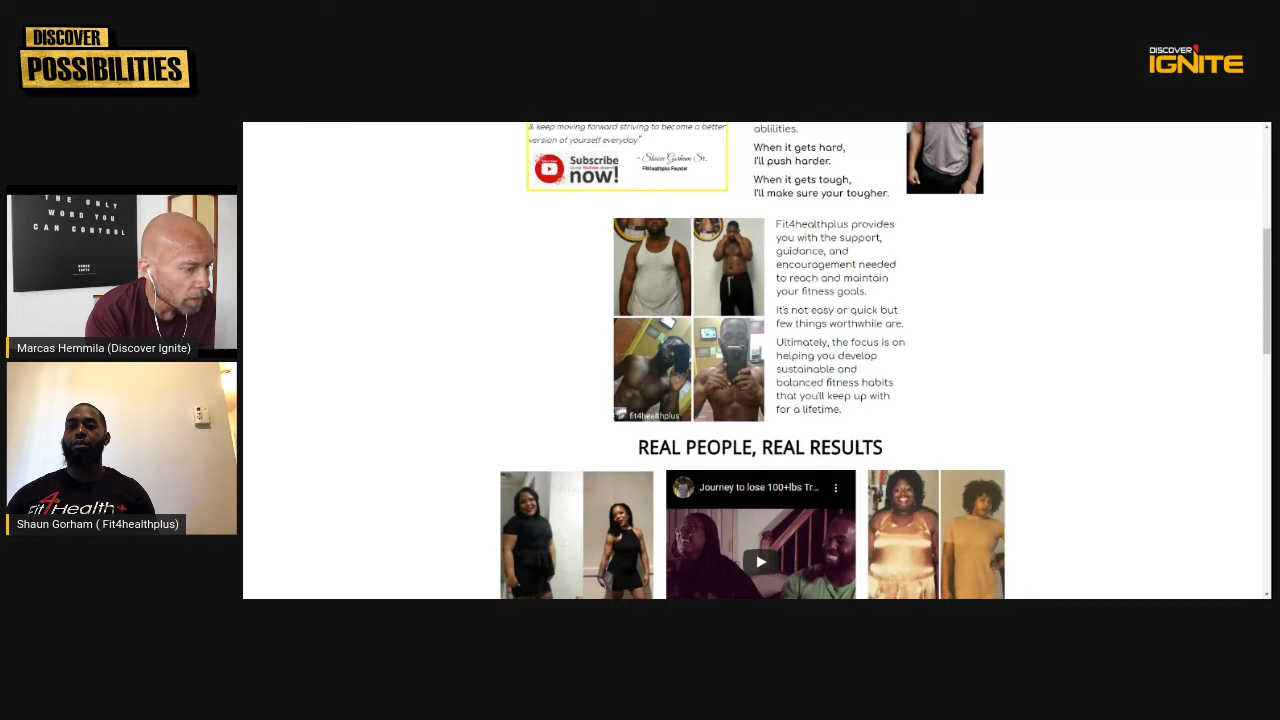 DISCOVER
POSSIBILITIES
DISCOVER
IGNITE
THE ONLY
WORD YOU
CAN CONTROL
Marcas Hemmila (Discover Ignite)
4
Fit Health+
Shaun Gorham ( Fit4healthplus)
& keep moving forward striving to become a better
version of yourself everyday"
Subscribe
now!
- Shaun Gorham Sr.
Fit4healthplus Founder
ablilities.
When it gets hard,
I'll push harder.
When it gets tough,
I'll make sure your tougher.
fit4healthplus
Fit4healthplus provides
you with the support,
guidance, and
encouragement needed
to reach and maintain
your fitness goals.
It's not easy or quick but
few things worthwhile are.
Ultimately, the focus is on
helping you develop
sustainable and
balanced fitness habits
that you'll keep up with
for a lifetime.
REAL PEOPLE, REAL RESULTS
Journey to lose 100+lbs Tr...